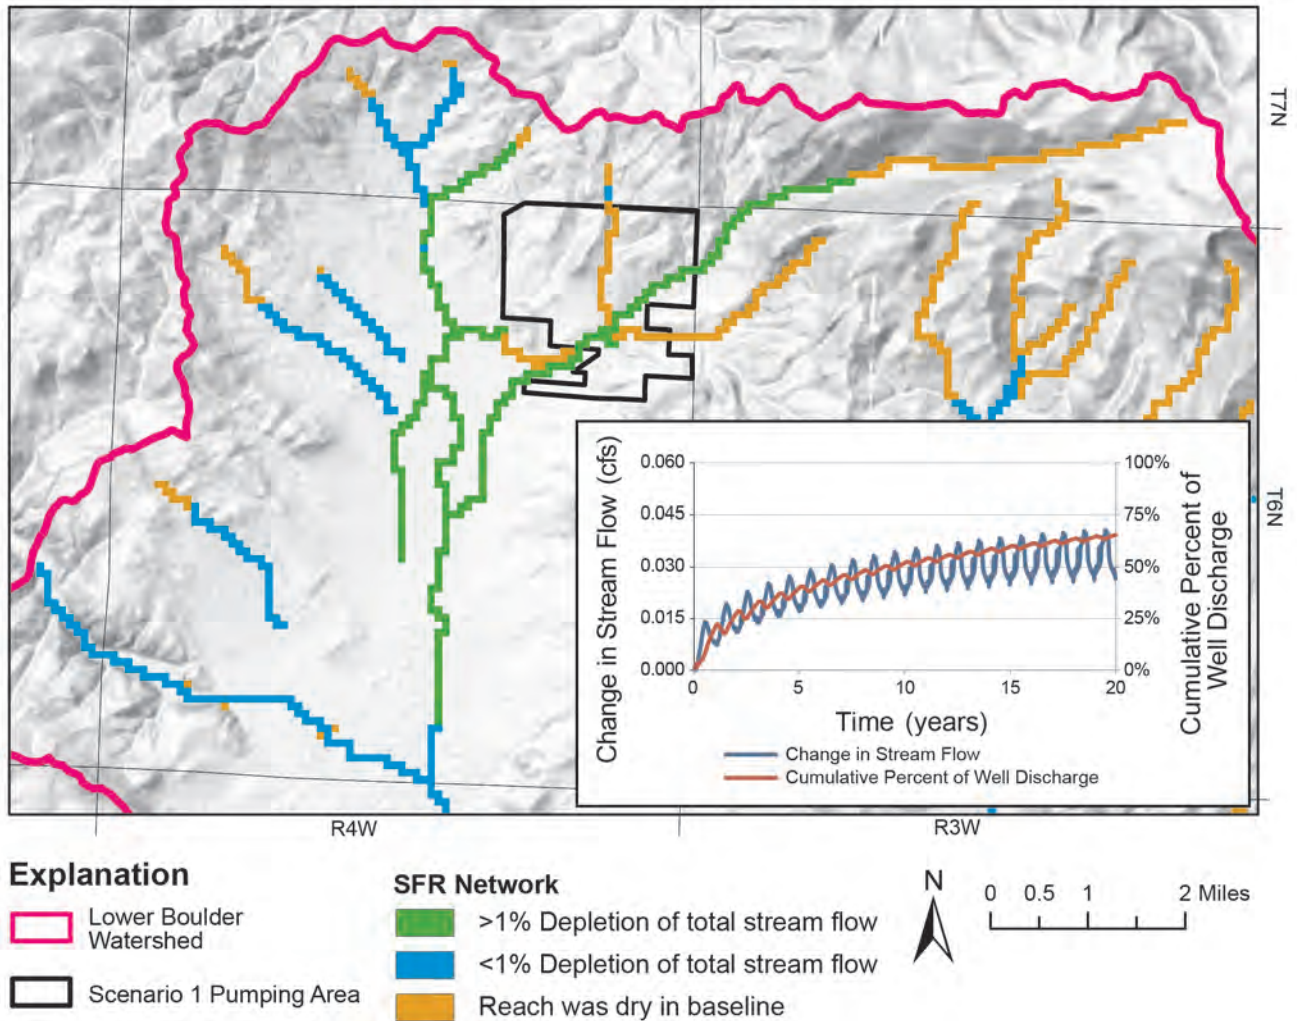 T7N
T6N
Change in Stream Flow (cfs)
0.060
0.045
0.030
0.015
0.000
100%
75%
50%
25%
0%
Cumulative Percent of
Well Discharge
0 5 10 15 20
Time (years)
Change in Stream Flow
Cumulative Percent of Well Discharge
R4W R3W
Explanation
Lower Boulder
Watershed
Scenario 1 Pumping Area
SFR Network
>1% Depletion of total stream flow
<1% Depletion of total stream flow
Reach was dry in baseline
N
0 0.5 1 2 Miles